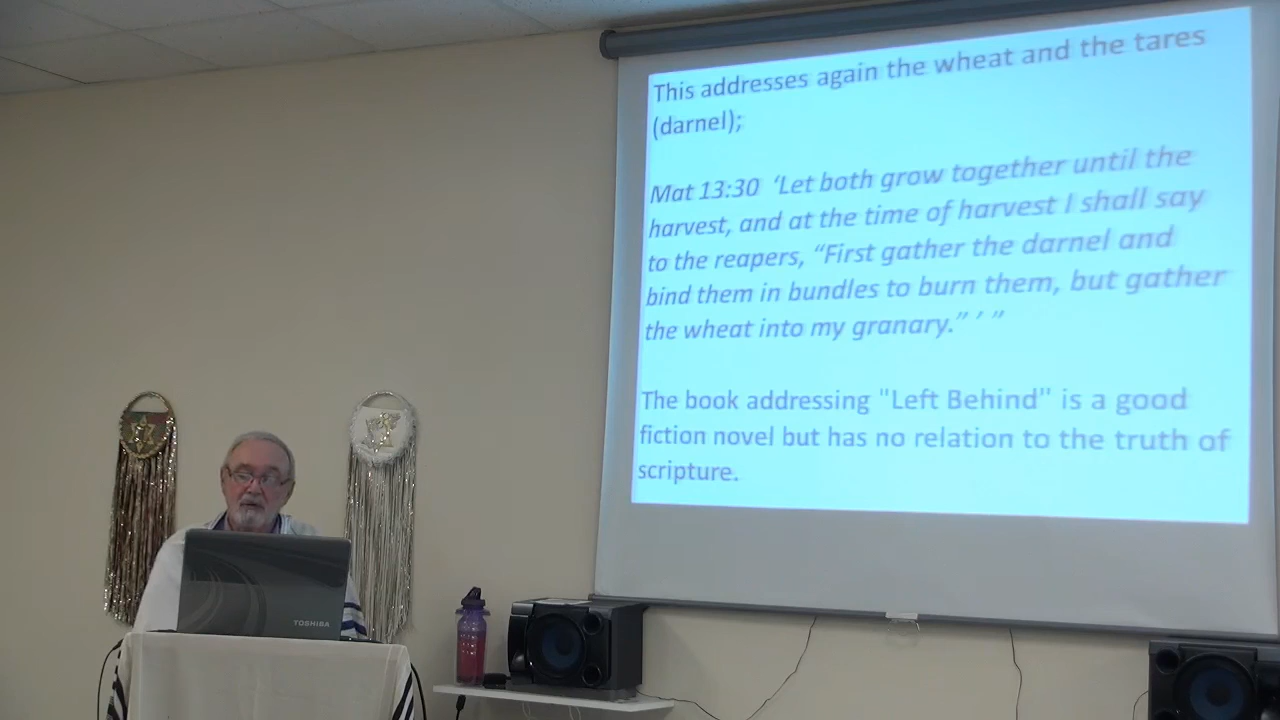 This addresses again the wheat and the tares
(darnel);
Mat 13:30 ‘Let both grow together until the
harvest, and at the time of harvest I shall say
to the reapers, “First gather the darnel and
bind them in bundles to burn them, but gather
the wheat into my granary.” ’ ”
The book addressing "Left Behind" is a good
fiction novel but has no relation to the truth of
scripture.
TOSHIBA